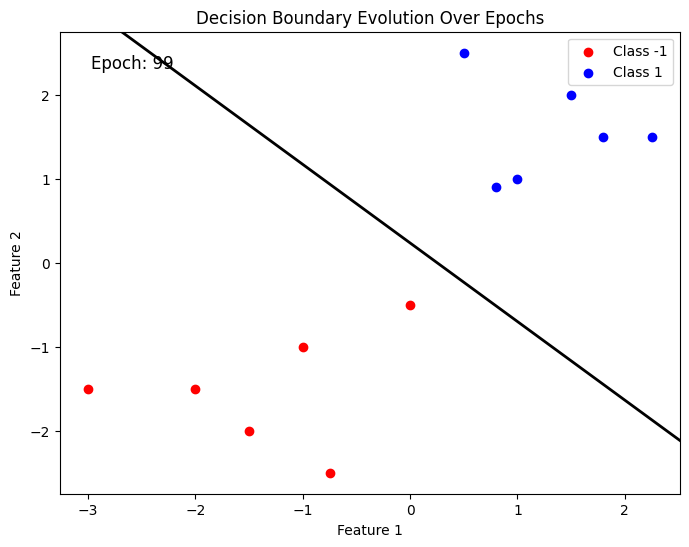 Decision Boundary Evolution Over Epochs
Epoch: 99
Class -1
Class 1
Feature 2
2
1
0
−1
−2
−3
−2
−1
0
1
2
Feature 1